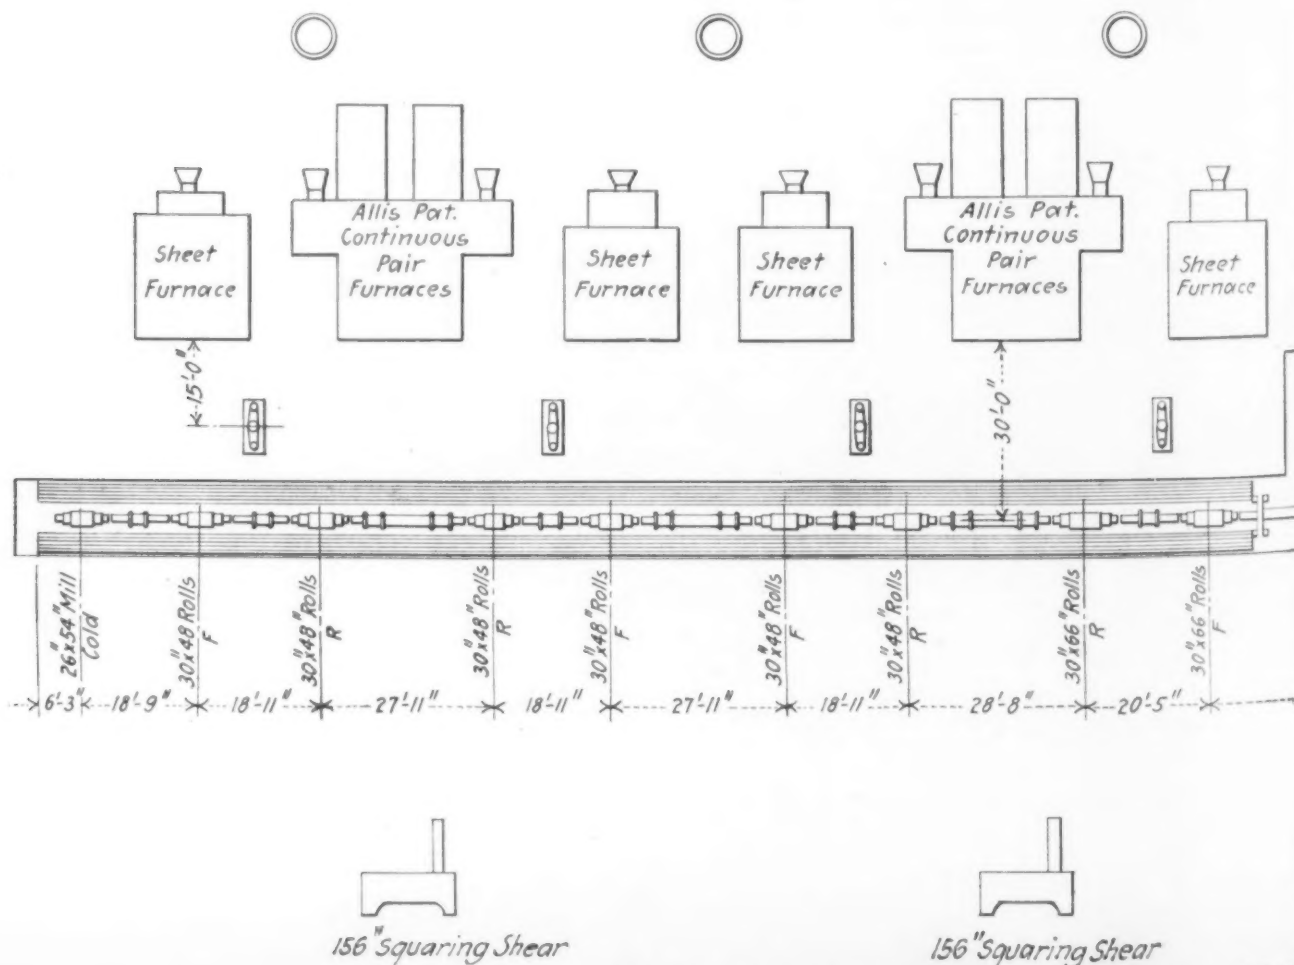 Sheet
Furnace
Allis Pat.
Continuous
Pair
Furnaces
Sheet
Furnace
Sheet
Furnace
Allis Pat.
Continuous
Pair
Furnaces
Sheet
Furnace
15'-0"
30'-0"
26"x54" Mill
Cold
30"x48" Rolls
F
30"x48" Rolls
R
30"x48" Rolls
R
30"x48" Rolls
F
30"x48" Rolls
F
30"x48" Rolls
R
30"x66" Rolls
R
30"x66" Rolls
F
6'-3" 18'-9" 18'-11" 27'-11" 18'-11" 27'-11" 18'-11" 28'-8" 20'-5"
156" Squaring Shear
156" Squaring Shear